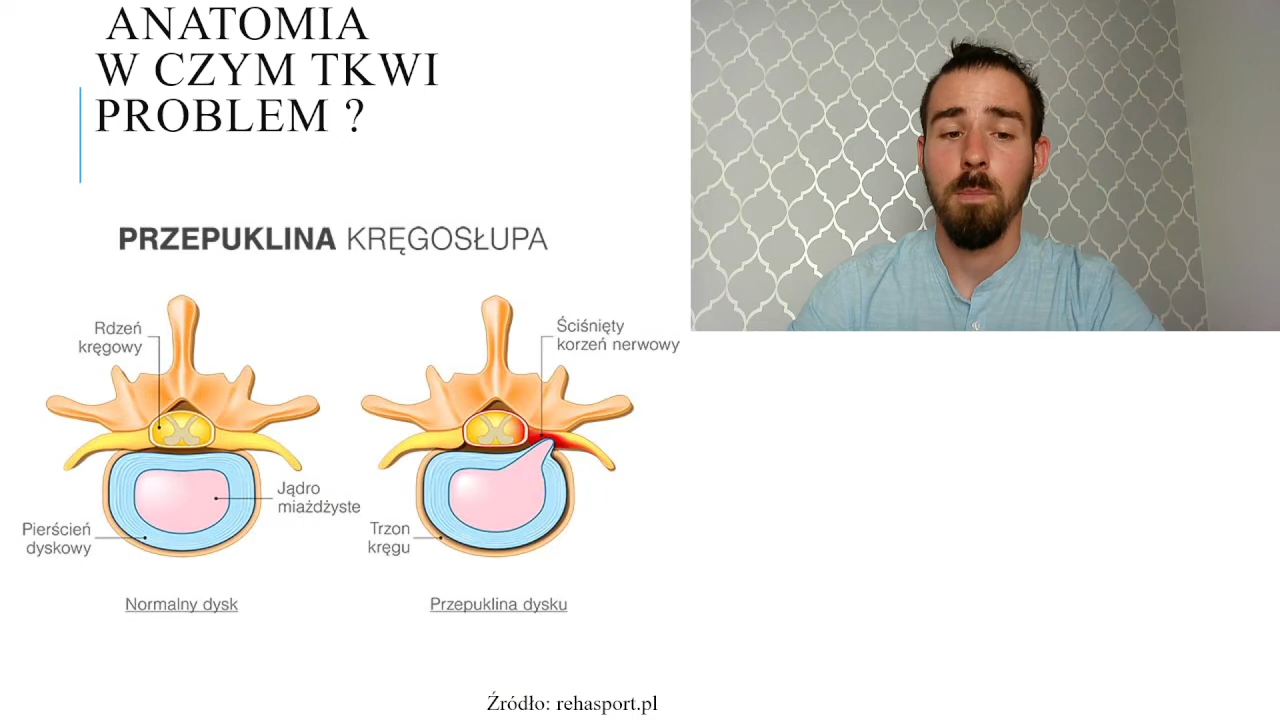 ANATOMIA
W CZYM TKWI
PROBLEM ?
PRZEPUKLINA KRĘGOSŁUPA
Rdzeń
kręgowy
Jądro
miażdżyste
Pierścień
dyskowy
Normalny dysk
Ściśnięty
korzeń nerwowy
Trzon
kręgu
Przepuklina dysku
Źródło: rehasport.pl